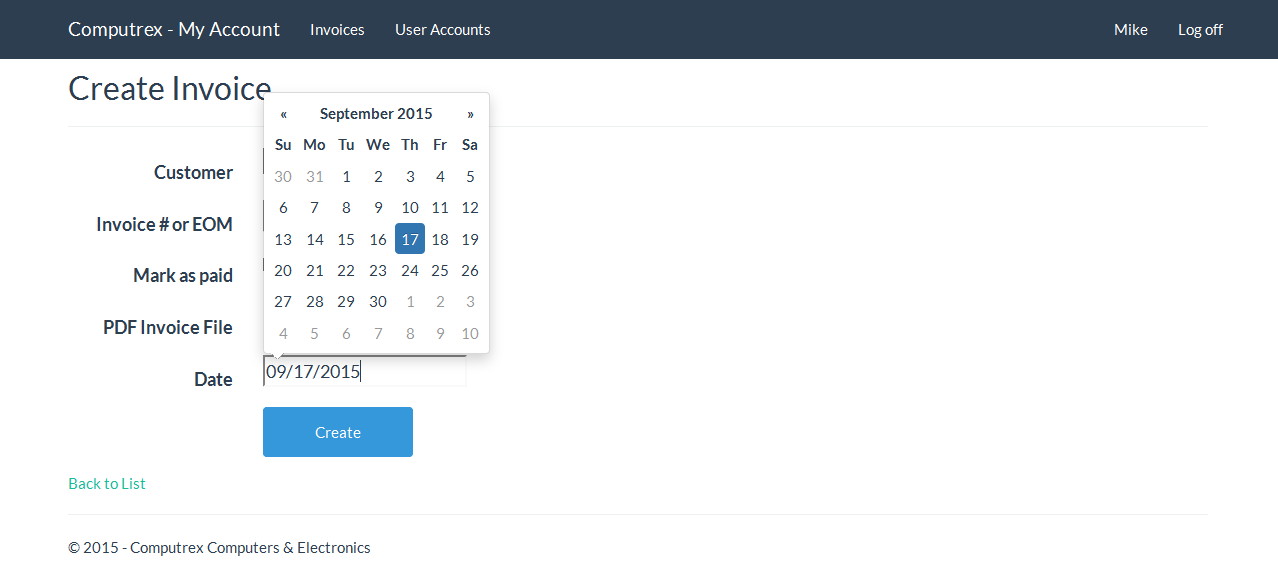 Computrex - My Account Invoices User Accounts Mike Log off
Create Invoice
« September 2015 »
Su Mo Tu We Th Fr Sa
30 31 1 2 3 4 5
6 7 8 9 10 11 12
13 14 15 16 17 18 19
20 21 22 23 24 25 26
27 28 29 30 1 2 3
4 5 6 7 8 9 10
Customer
Invoice # or EOM
Mark as paid
PDF Invoice File
Date 09/17/2015
Create
Back to List
© 2015 - Computrex Computers & Electronics